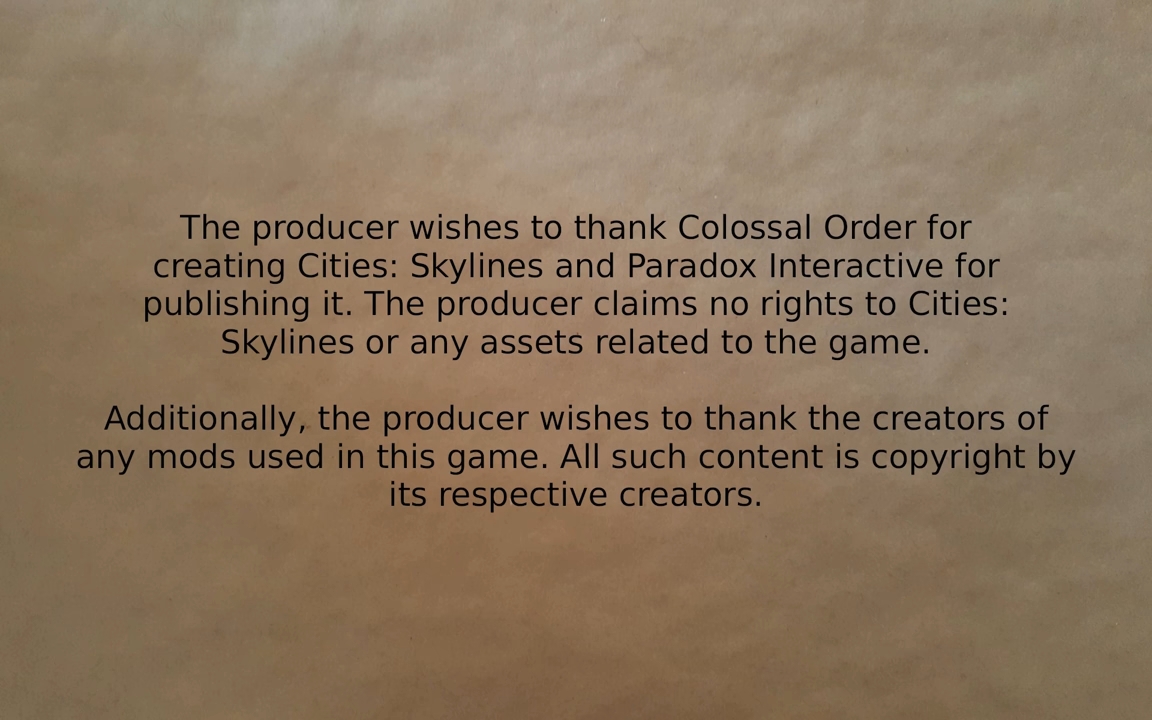 The producer wishes to thank Colossal Order for
creating Cities: Skylines and Paradox Interactive for
publishing it. The producer claims no rights to Cities:
Skylines or any assets related to the game.
Additionally, the producer wishes to thank the creators of
any mods used in this game. All such content is copyright by
its respective creators.